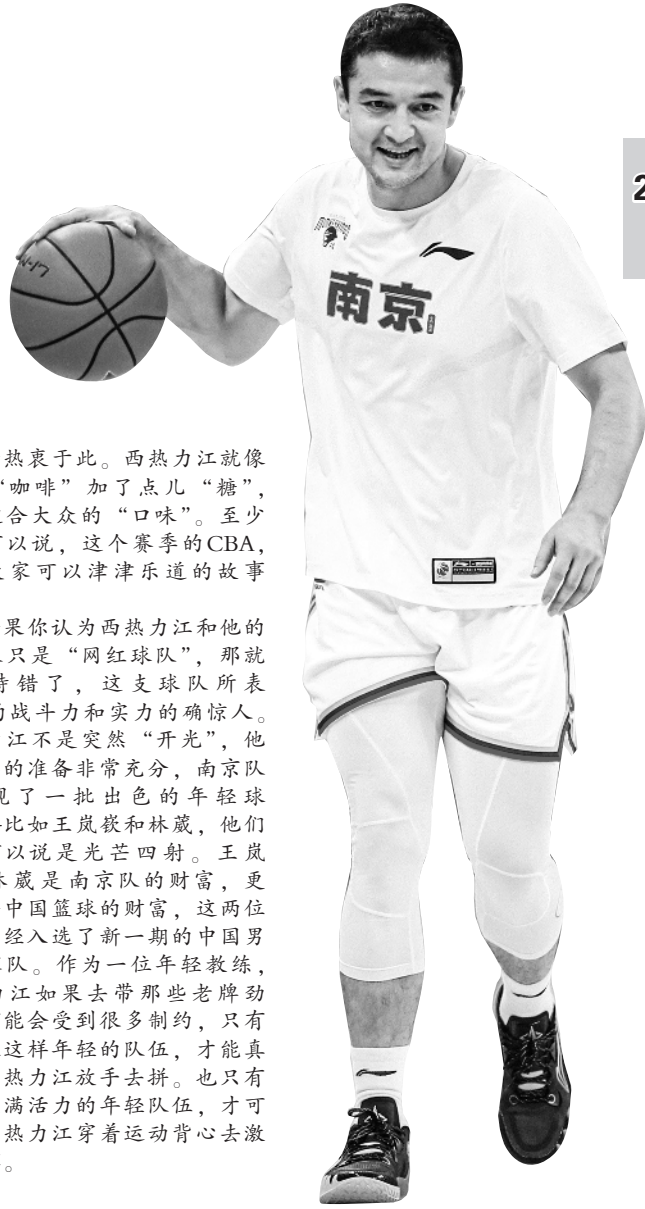 2
南京
热衷于此。西热力江就像
“咖啡”加了点儿“糖”,
合大众的“口味”。至少
以说，这个赛季的CBA,
家可以津津乐道的故事
果你认为西热力江和他的
只是“网红球队”，那就
错了，这支球队所表
的战斗力和实力的确惊人。
江不是突然“开光”，他
的准备非常充分，南京队
现了一批出色的年轻球
比如王岚嵚和林葳，他们
以说是光芒四射。王岚
林葳是南京队的财富，更
中国篮球的财富，这两位
经入选了新一期的中国男
队。作为一位年轻教练，
江如果去带那些老牌劲
能会受到很多制约，只有
这样年轻的队伍，才能真
热力江放手去拼。也只有
满活力的年轻队伍，才可
热力江穿着运动背心去激
。